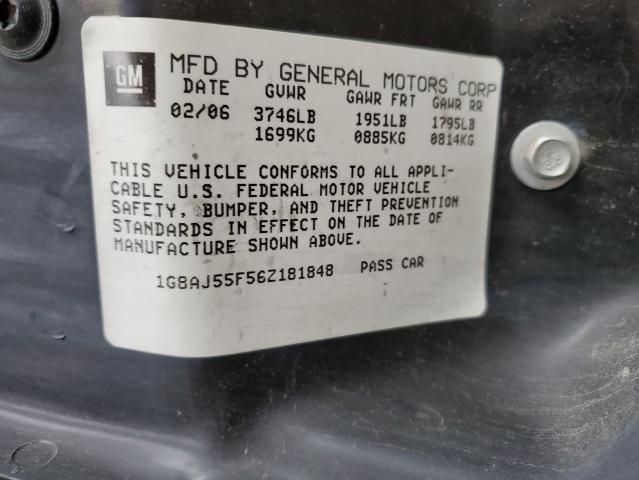 GM
MFD BY GENERAL MOTORS CORP
DATE GVWR GAWR FRT GAWR RR
02/06 3746LB 1951LB 1795LB
1699KG 0885KG 0814KG
THIS VEHICLE CONFORMS TO ALL APPLI-
CABLE U.S. FEDERAL MOTOR VEHICLE
SAFETY, BUMPER, AND THEFT PREVENTION
STANDARDS IN EFFECT ON THE DATE OF
MANUFACTURE SHOWN ABOVE.
1G8AJ55F56Z181848 PASS CAR